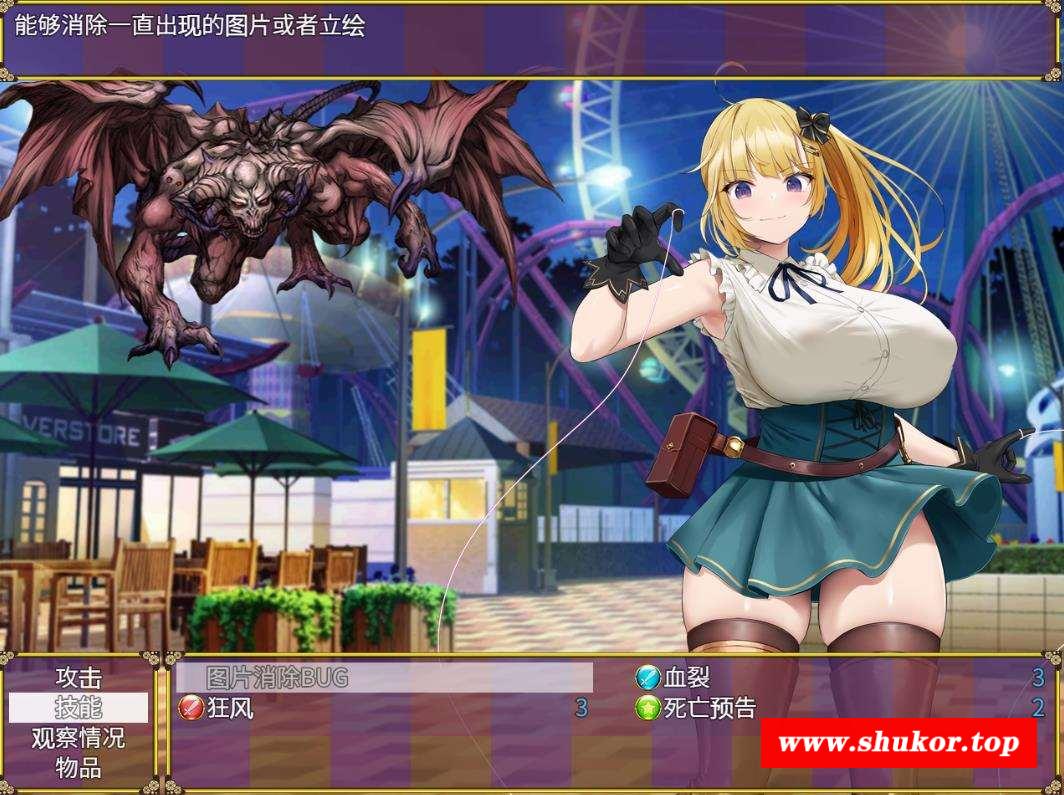 能够消除一直出现的图片或者立绘
VERSTORE
攻击
技能
观察情况
物品
图片消除BUG
血裂 3
狂风 3
死亡预告 2
www.shukor.top